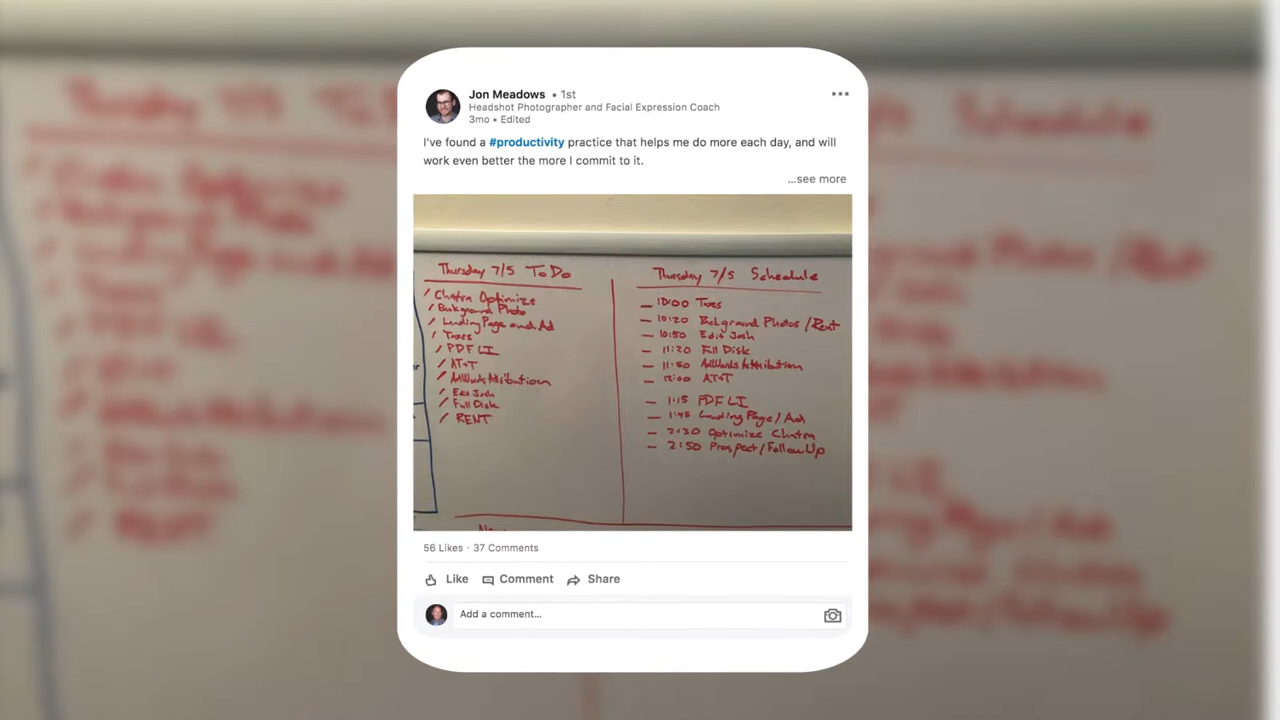 Jon Meadows • 1st
Headshot Photographer and Facial Expression Coach
3mo • Edited
I've found a #productivity practice that helps me do more each day, and will
work even better the more I commit to it.
...see more
Thursday 7/5 To Do
/ Chatra Optimize
/ Background Photo
/ Landing Page and Ad
/ Taxes
/ PDF LI
/ AT+T
/ AdWords Attribution
/ Edit Josh
/ Full Disk
/ RENT
Thursday 7/5 Schedule
— 10:00 Taxes
— 10:20 Background Photos / Rent
— 10:50 Edit Josh
— 11:20 Full Disk
— 11:50 AdWords Attribution
— 12:00 AT+T
— 1:15 PDF LI
— 1:45 Landing Page / Ad
— 2:30 Optimize Chatra
— 2:50 Prospect / Follow Up
56 Likes · 37 Comments
Like Comment Share
Add a comment...